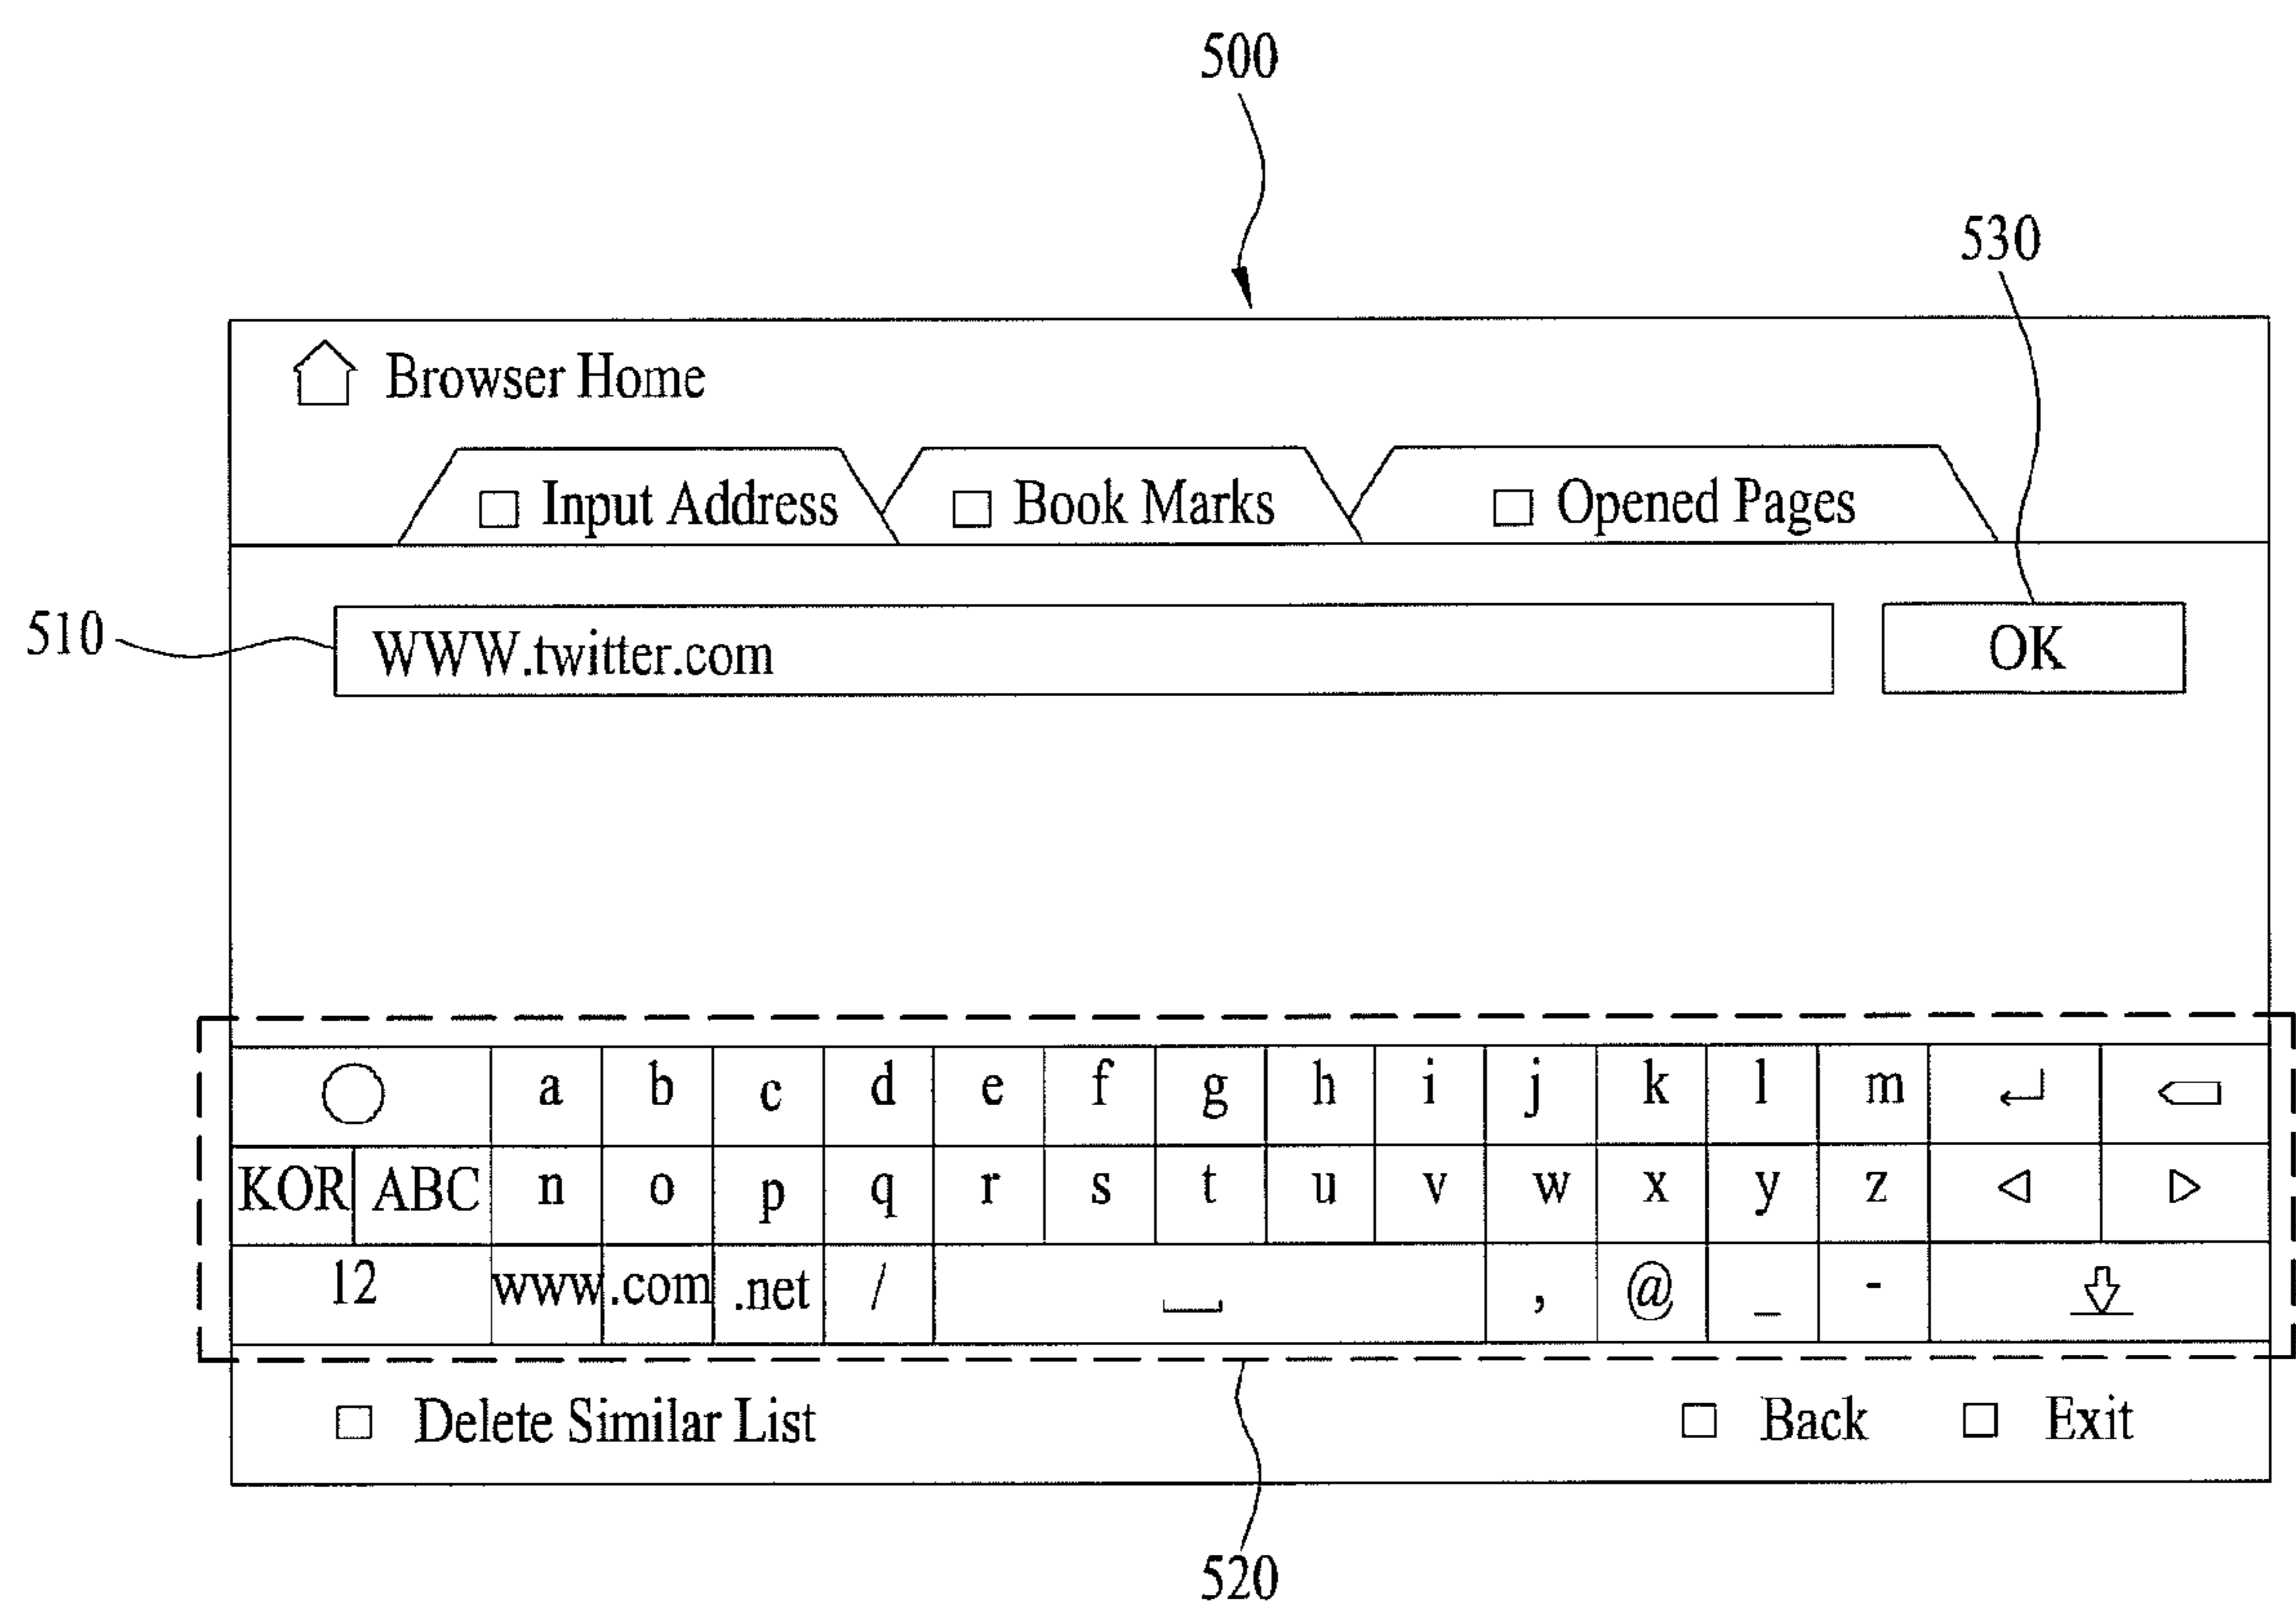 500
530
Browser Home
Input Address Book Marks Opened Pages
510
WWW.twitter.com OK
a b c d e f g h i j k l m
KOR ABC n o p q r s t u v w x y z
12 www .com .net / , @ _ -
Delete Similar List Back Exit
520